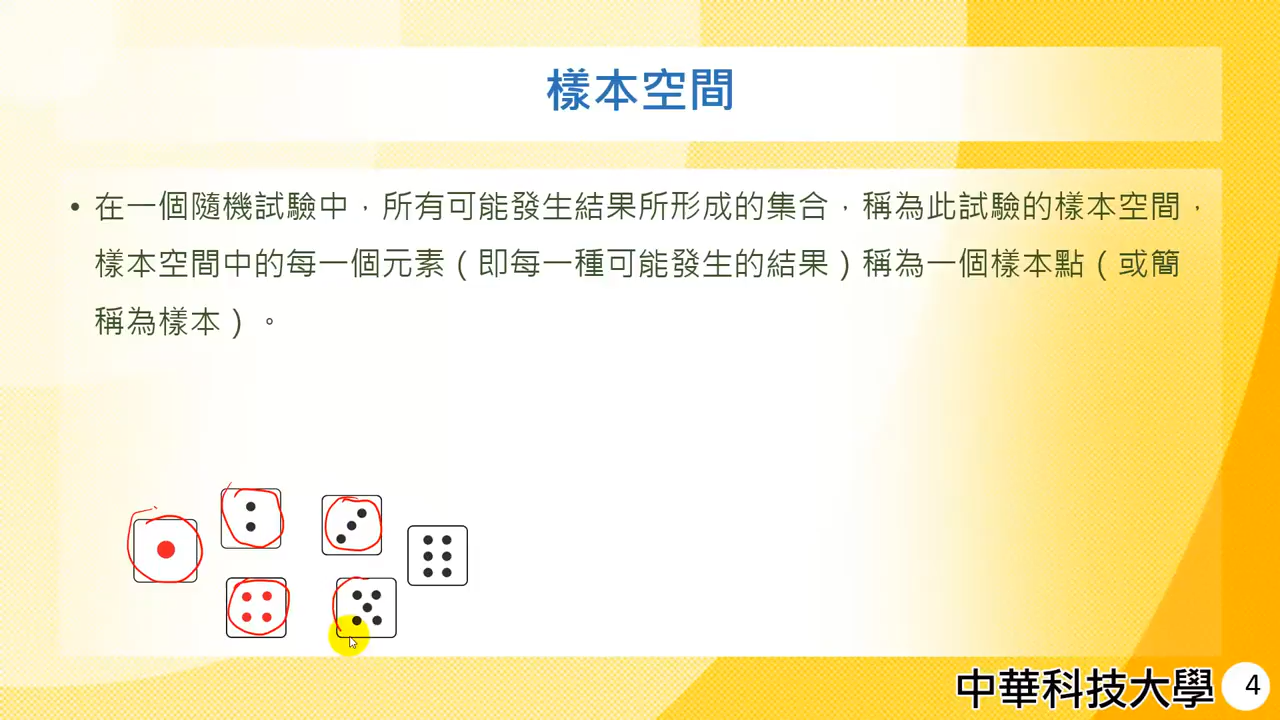 樣本空間
• 在一個隨機試驗中，所有可能發生結果所形成的集合，稱為此試驗的樣本空間，
樣本空間中的每一個元素（即每一種可能發生的結果）稱為一個樣本點（或簡
稱為樣本）。
中華科技大學
4